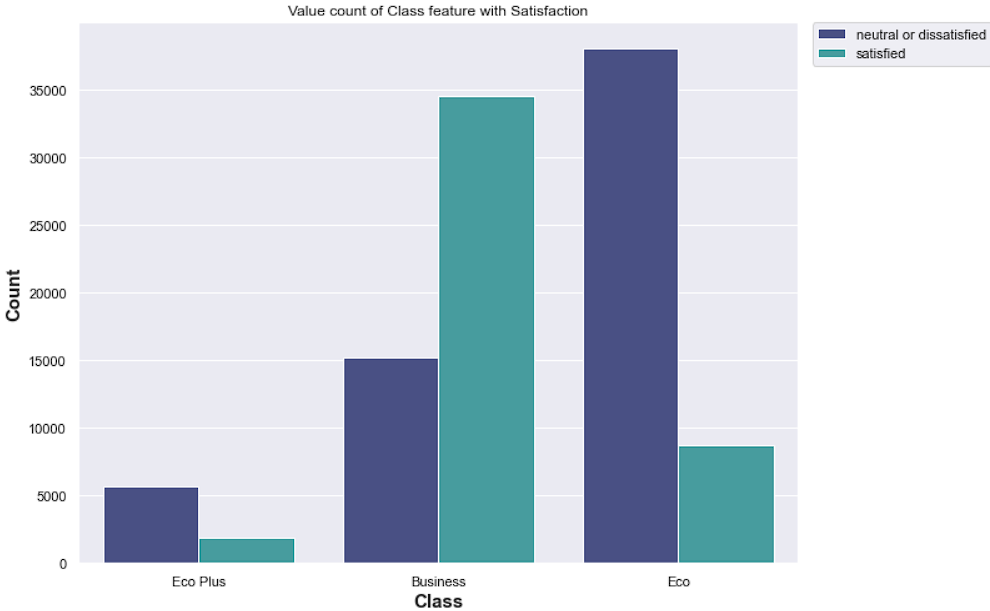 Value count of Class feature with Satisfaction
neutral or dissatisfied
satisfied
Count
35000
30000
25000
20000
15000
10000
5000
0
Eco Plus
Business
Eco
Class